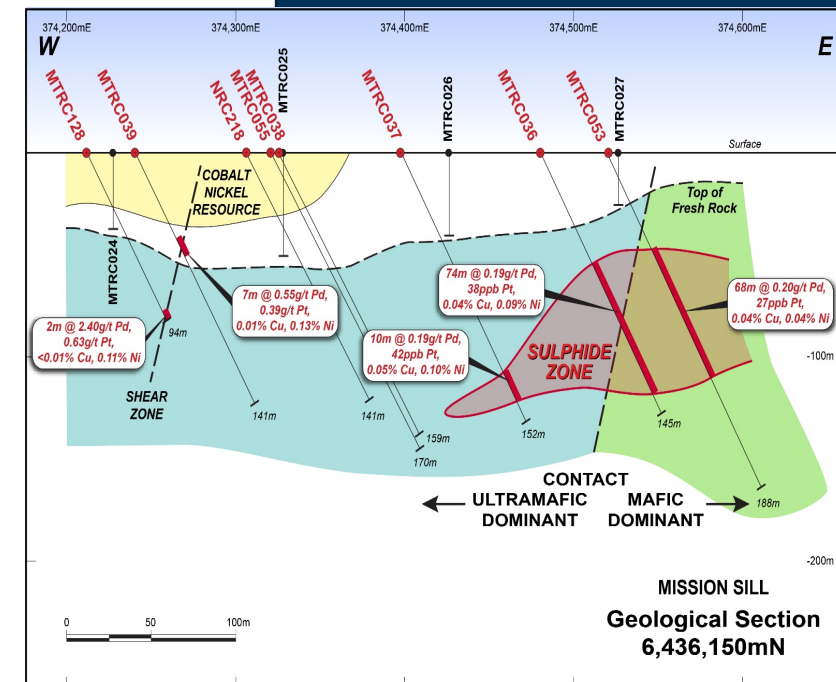 374,200mE
374,300mE
374,400mE
374,500mE
374,600mE
W
E
MTRC128
MTRC039
NRC218
MTRC055
MTRC038
MTRC025
MTRC037
MTRC026
MTRC036
MTRC053
MTRC027
Surface
COBALT
NICKEL
RESOURCE
Top of
Fresh Rock
MTRC024
7m @ 0.55g/t Pd,
0.39g/t Pt,
0.01% Cu, 0.13% Ni
74m @ 0.19g/t Pd,
38ppb Pt,
0.04% Cu, 0.09% Ni
68m @ 0.20g/t Pd,
27ppb Pt,
0.04% Cu, 0.04% Ni
2m @ 2.40g/t Pd,
0.63g/t Pt,
<0.01% Cu, 0.11% Ni
94m
10m @ 0.19g/t Pd,
42ppb Pt,
0.05% Cu, 0.10% Ni
SULPHIDE
ZONE
-100m
SHEAR
ZONE
141m
141m
159m
170m
152m
145m
188m
CONTACT
ULTRAMAFIC
DOMINANT
MAFIC
DOMINANT
-200m
MISSION SILL
Geological Section
6,436,150mN
0
50
100m